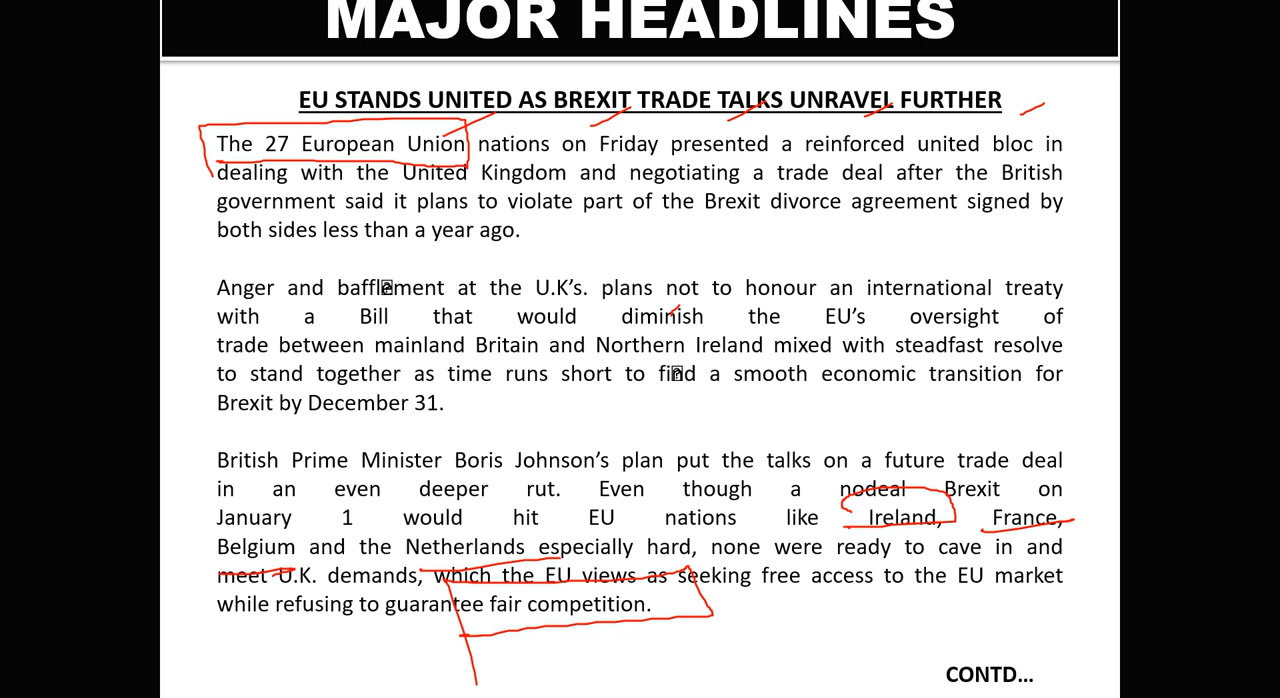 MAJOR HEADLINES
EU STANDS UNITED AS BREXIT TRADE TALKS UNRAVEL FURTHER
The 27 European Union nations on Friday presented a reinforced united bloc in
dealing with the United Kingdom and negotiating a trade deal after the British
government said it plans to violate part of the Brexit divorce agreement signed by
both sides less than a year ago.
Anger and bafflement at the U.K's. plans not to honour an international treaty
with a Bill that would diminish the EU's oversight of
trade between mainland Britain and Northern Ireland mixed with steadfast resolve
to stand together as time runs short to find a smooth economic transition for
Brexit by December 31.
British Prime Minister Boris Johnson's plan put the talks on a future trade deal
in an even deeper rut. Even though a nodeal Brexit on
January 1 would hit EU nations like Ireland, France,
Belgium and the Netherlands especially hard, none were ready to cave in and
meet U.K. demands, which the EU views as seeking free access to the EU market
while refusing to guarantee fair competition.
CONTD...